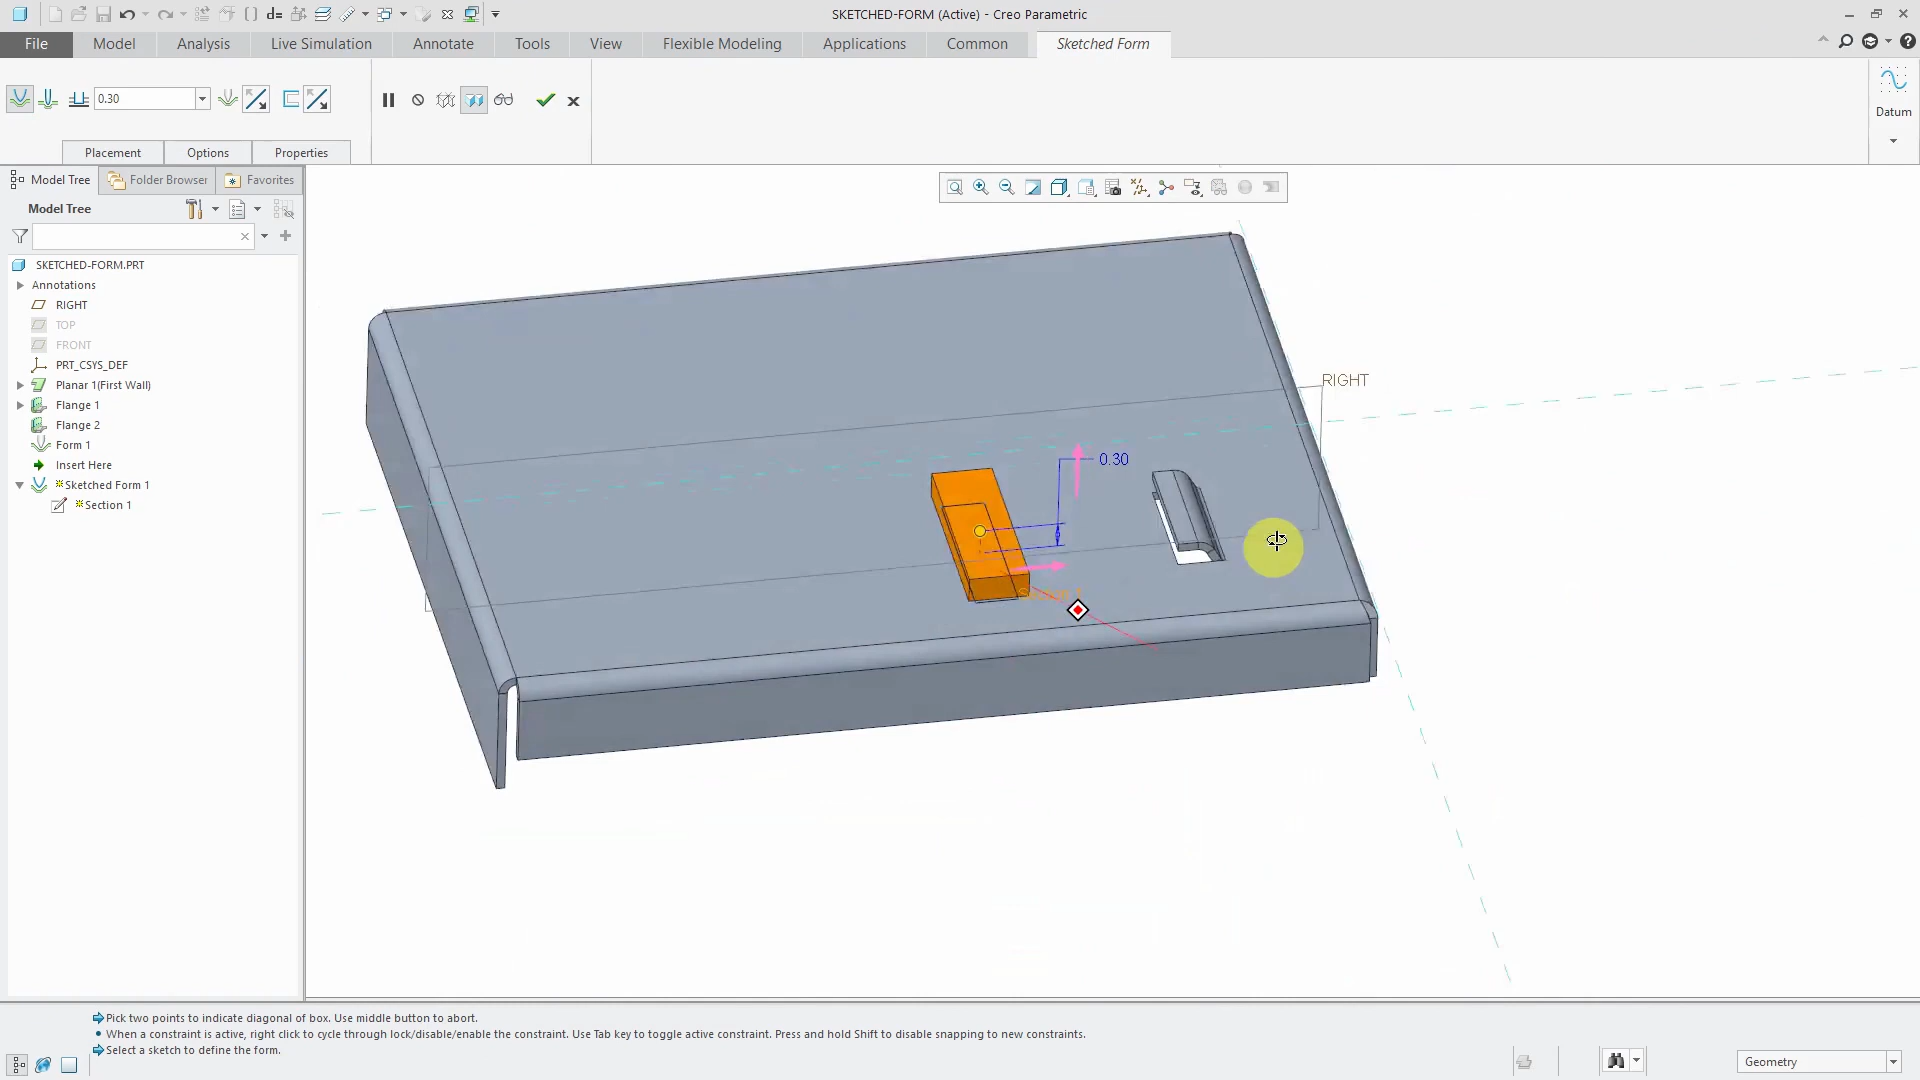 SKETCHED-FORM (Active) - Creo Parametric
File Model Analysis Live Simulation Annotate Tools View Flexible Modeling Applications Common Sketched Form
0.30
Datum
Placement Options Properties
Model Tree Folder Browser Favorites
Model Tree
SKETCHED-FORM.PRT
Annotations
RIGHT
TOP
FRONT
PRT_CSYS_DEF
Planar 1(First Wall)
Flange 1
Flange 2
Form 1
Insert Here
Sketched Form 1
Section 1
RIGHT
0.30
Pick two points to indicate diagonal of box. Use middle button to abort.
When a constraint is active, right click to cycle through lock/disable/enable the constraint. Use Tab key to toggle active constraint. Press and hold Shift to disable snapping to new constraints.
Select a sketch to define the form.
Geometry